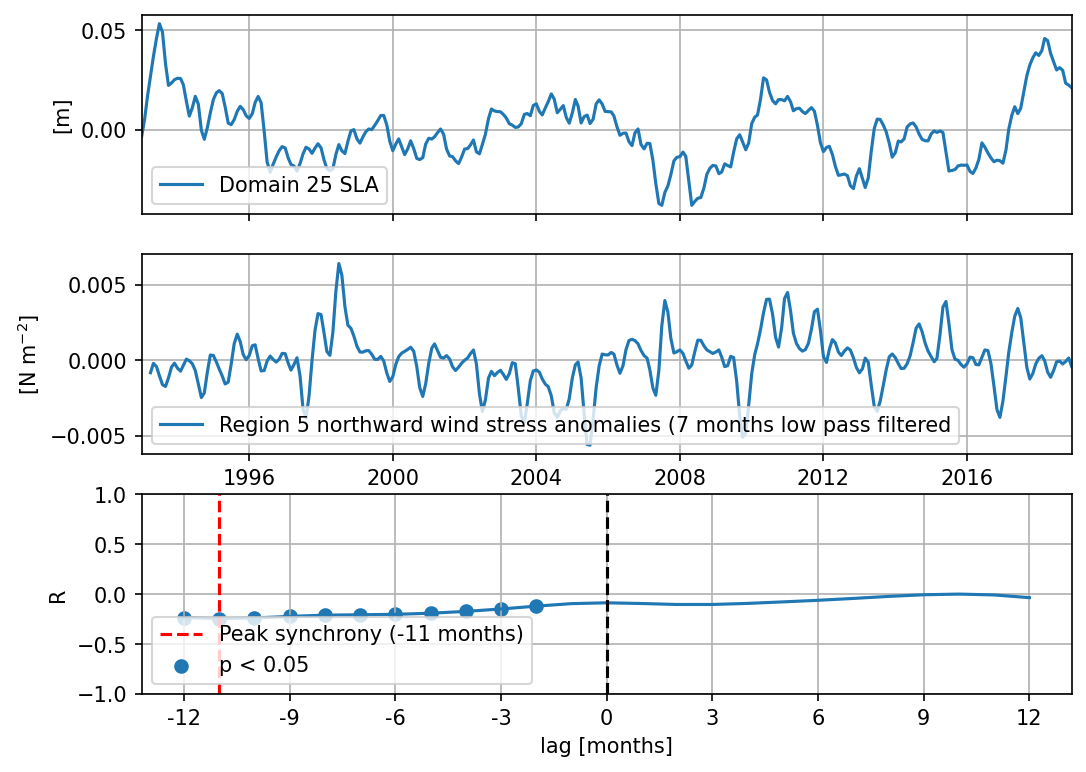 0.05
[m]
0.00
Domain 25 SLA
0.005
[N m⁻²]
0.000
−0.005
Region 5 northward wind stress anomalies (7 months low pass filtered
1996 2000 2004 2008 2012 2016
1.0
0.5
R
0.0
−0.5
−1.0
Peak synchrony (-11 months)
p < 0.05
-12 -9 -6 -3 0 3 6 9 12
lag [months]